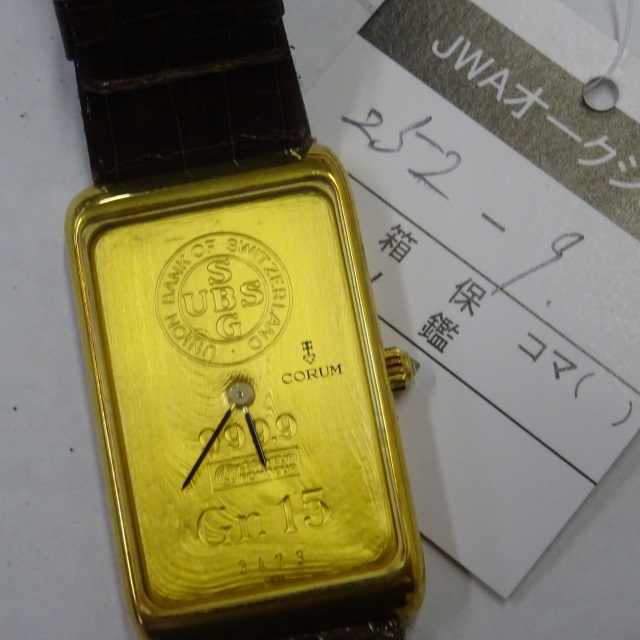 JWAオークシ
252-9.
箱 保 コマ( )
鑑
UNION BANK OF SWITZERLAND
S
UBS
S
G
CORUM
999.9
Gr. 15
3473